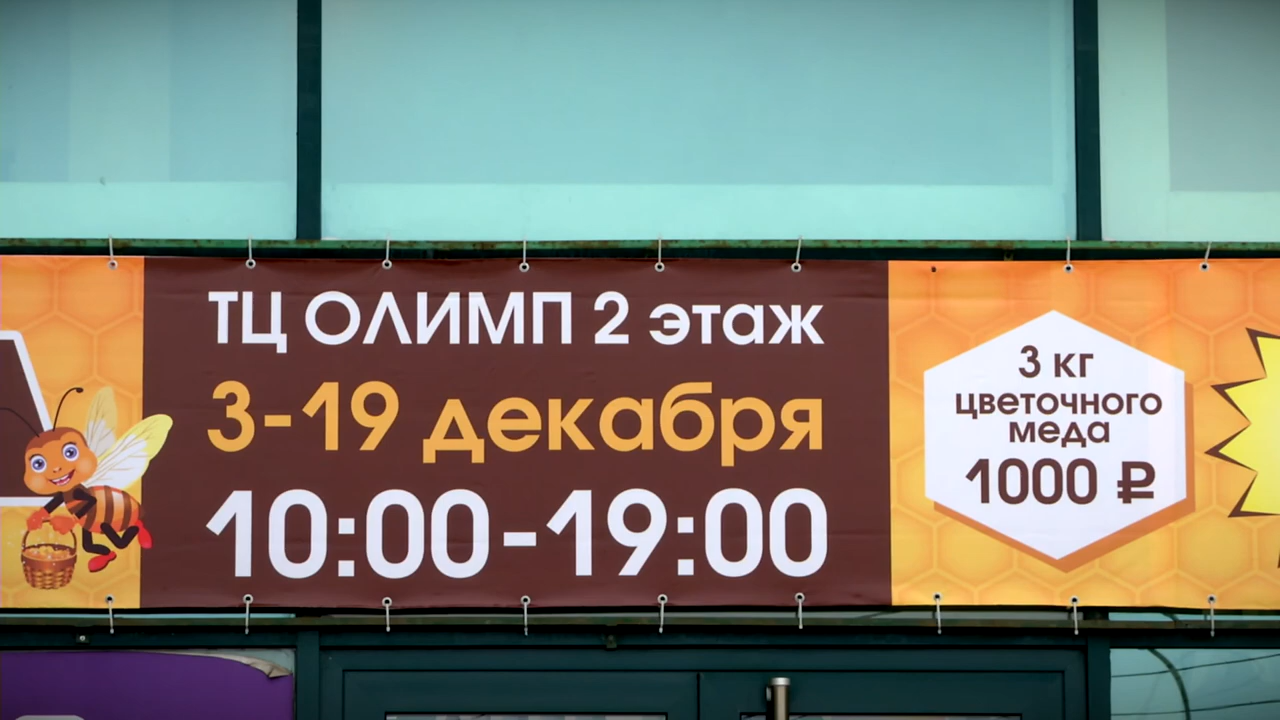 ТЦ ОЛИМП 2 этаж
3-19 декабря
10:00-19:00
3 кг
цветочного
меда
1000 ₽